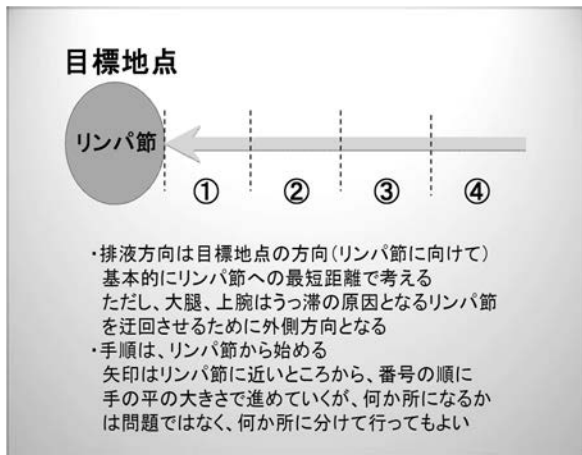 目標地点
リンパ節
① ② ③ ④
・排液方向は目標地点の方向(リンパ節に向けて)
基本的にリンパ節への最短距離で考える
ただし、大腿、上腕はうっ滞の原因となるリンパ節
を迂回させるために外側方向となる
・手順は、リンパ節から始める
矢印はリンパ節に近いところから、番号の順に
手の平の大きさで進めていくが、何か所になるか
は問題ではなく、何か所に分けて行ってもよい